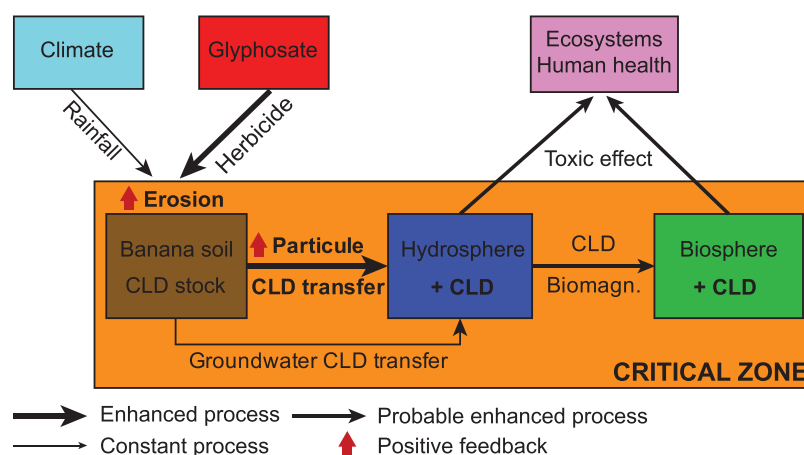 Climate
Glyphosate
Ecosystems
Human health
Rainfall
Herbicide
Toxic effect
Erosion
Banana soil
CLD stock
Particule
CLD transfer
Hydrosphere
+ CLD
CLD
Biomagn.
Biosphere
+ CLD
Groundwater CLD transfer
CRITICAL ZONE
Enhanced process
Probable enhanced process
Constant process
Positive feedback